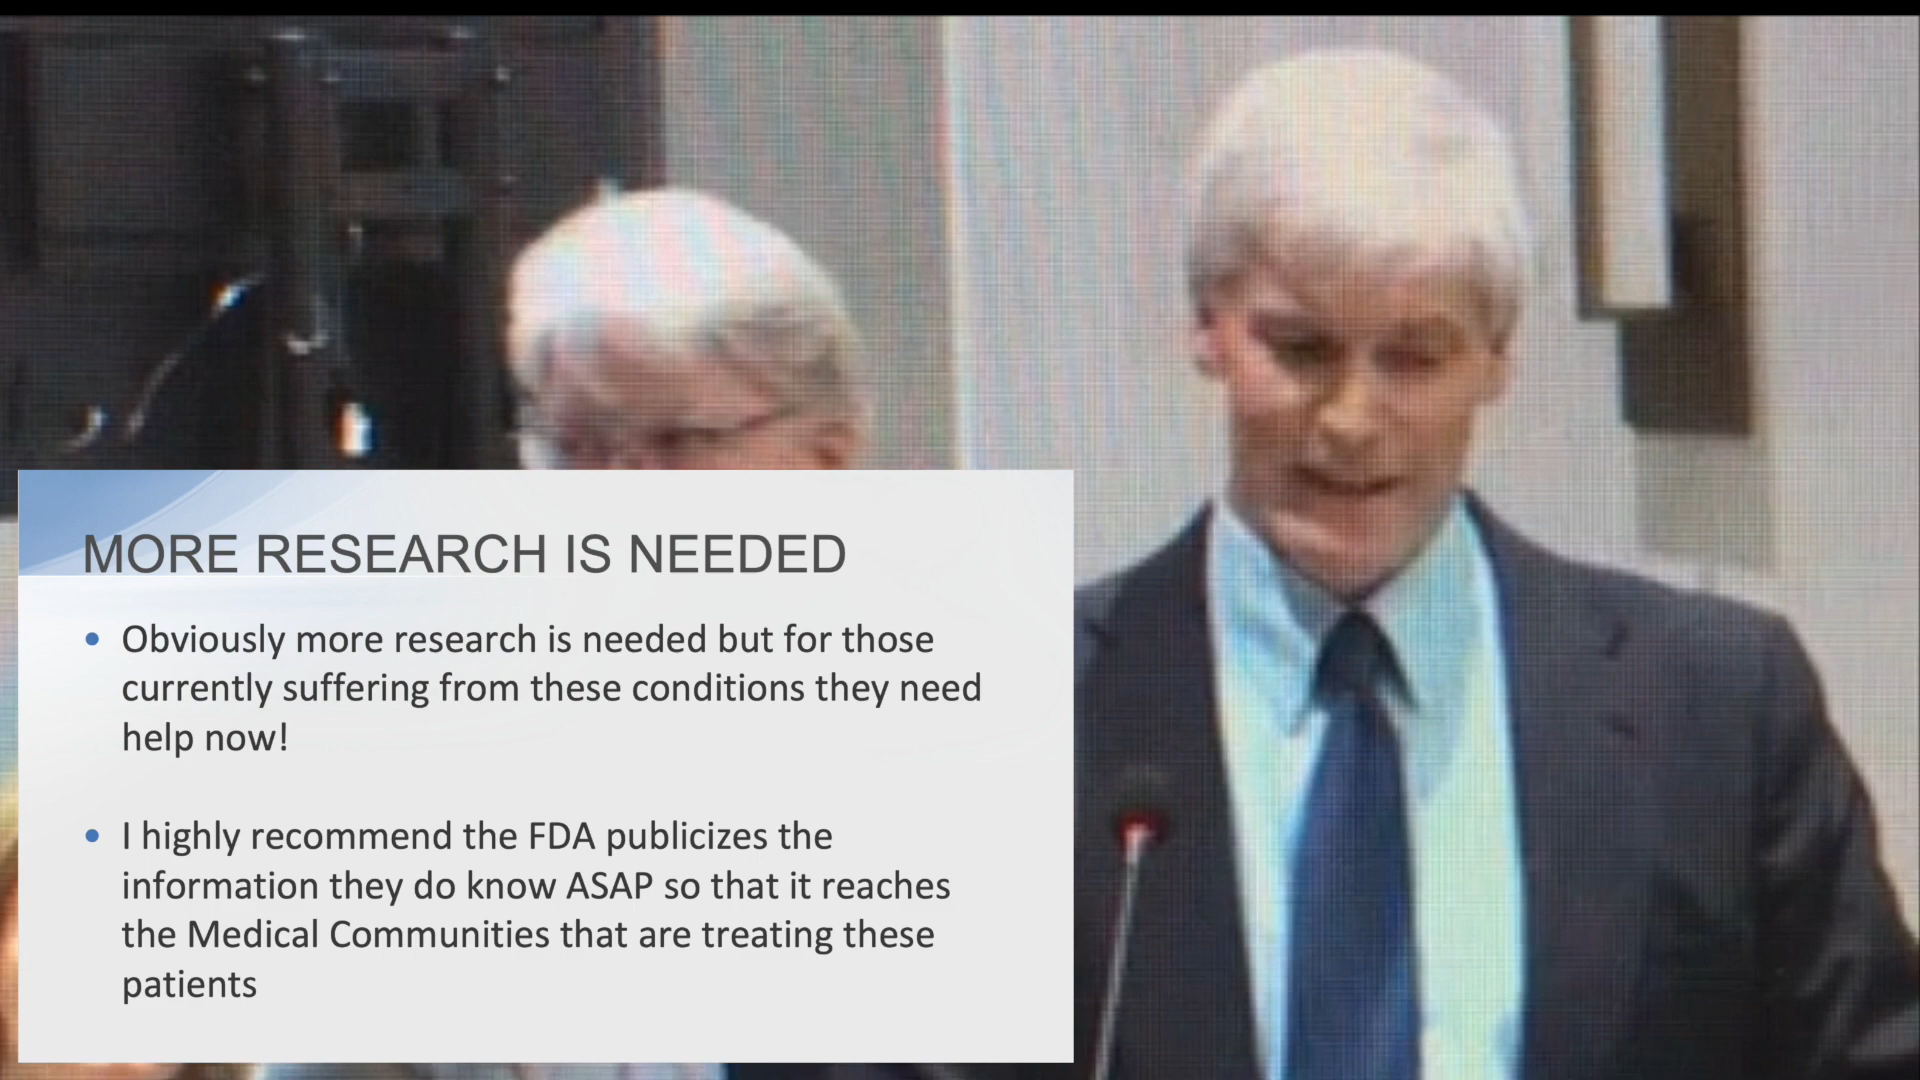 MORE RESEARCH IS NEEDED
• Obviously more research is needed but for those
currently suffering from these conditions they need
help now!
• I highly recommend the FDA publicizes the
information they do know ASAP so that it reaches
the Medical Communities that are treating these
patients